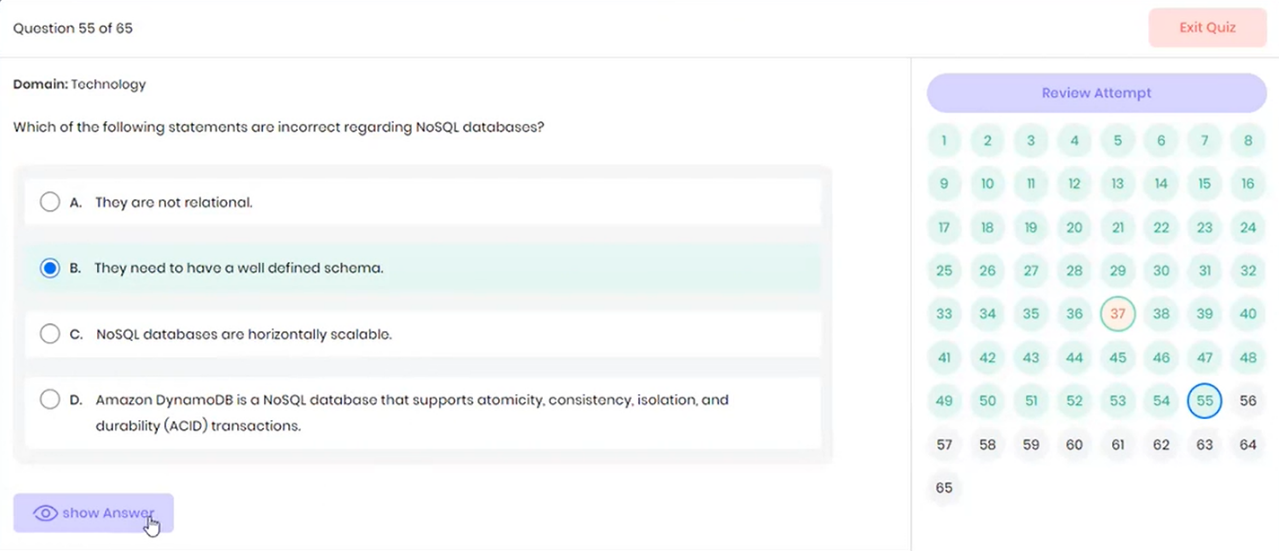 Question 55 of 65
Exit Quiz
Domain: Technology
Which of the following statements are incorrect regarding NoSQL databases?
A. They are not relational.
B. They need to have a well defined schema.
C. NoSQL databases are horizontally scalable.
D. Amazon DynamoDB is a NoSQL database that supports atomicity, consistency, isolation, and
durability (ACID) transactions.
show Answer
Review Attempt
1 2 3 4 5 6 7 8
9 10 11 12 13 14 15 16
17 18 19 20 21 22 23 24
25 26 27 28 29 30 31 32
33 34 35 36 37 38 39 40
41 42 43 44 45 46 47 48
49 50 51 52 53 54 55 56
57 58 59 60 61 62 63 64
65